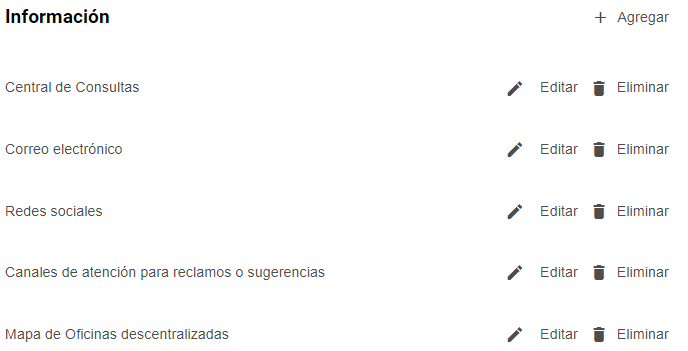 Información + Agregar
Central de Consultas Editar Eliminar
Correo electrónico Editar Eliminar
Redes sociales Editar Eliminar
Canales de atención para reclamos o sugerencias Editar Eliminar
Mapa de Oficinas descentralizadas Editar Eliminar